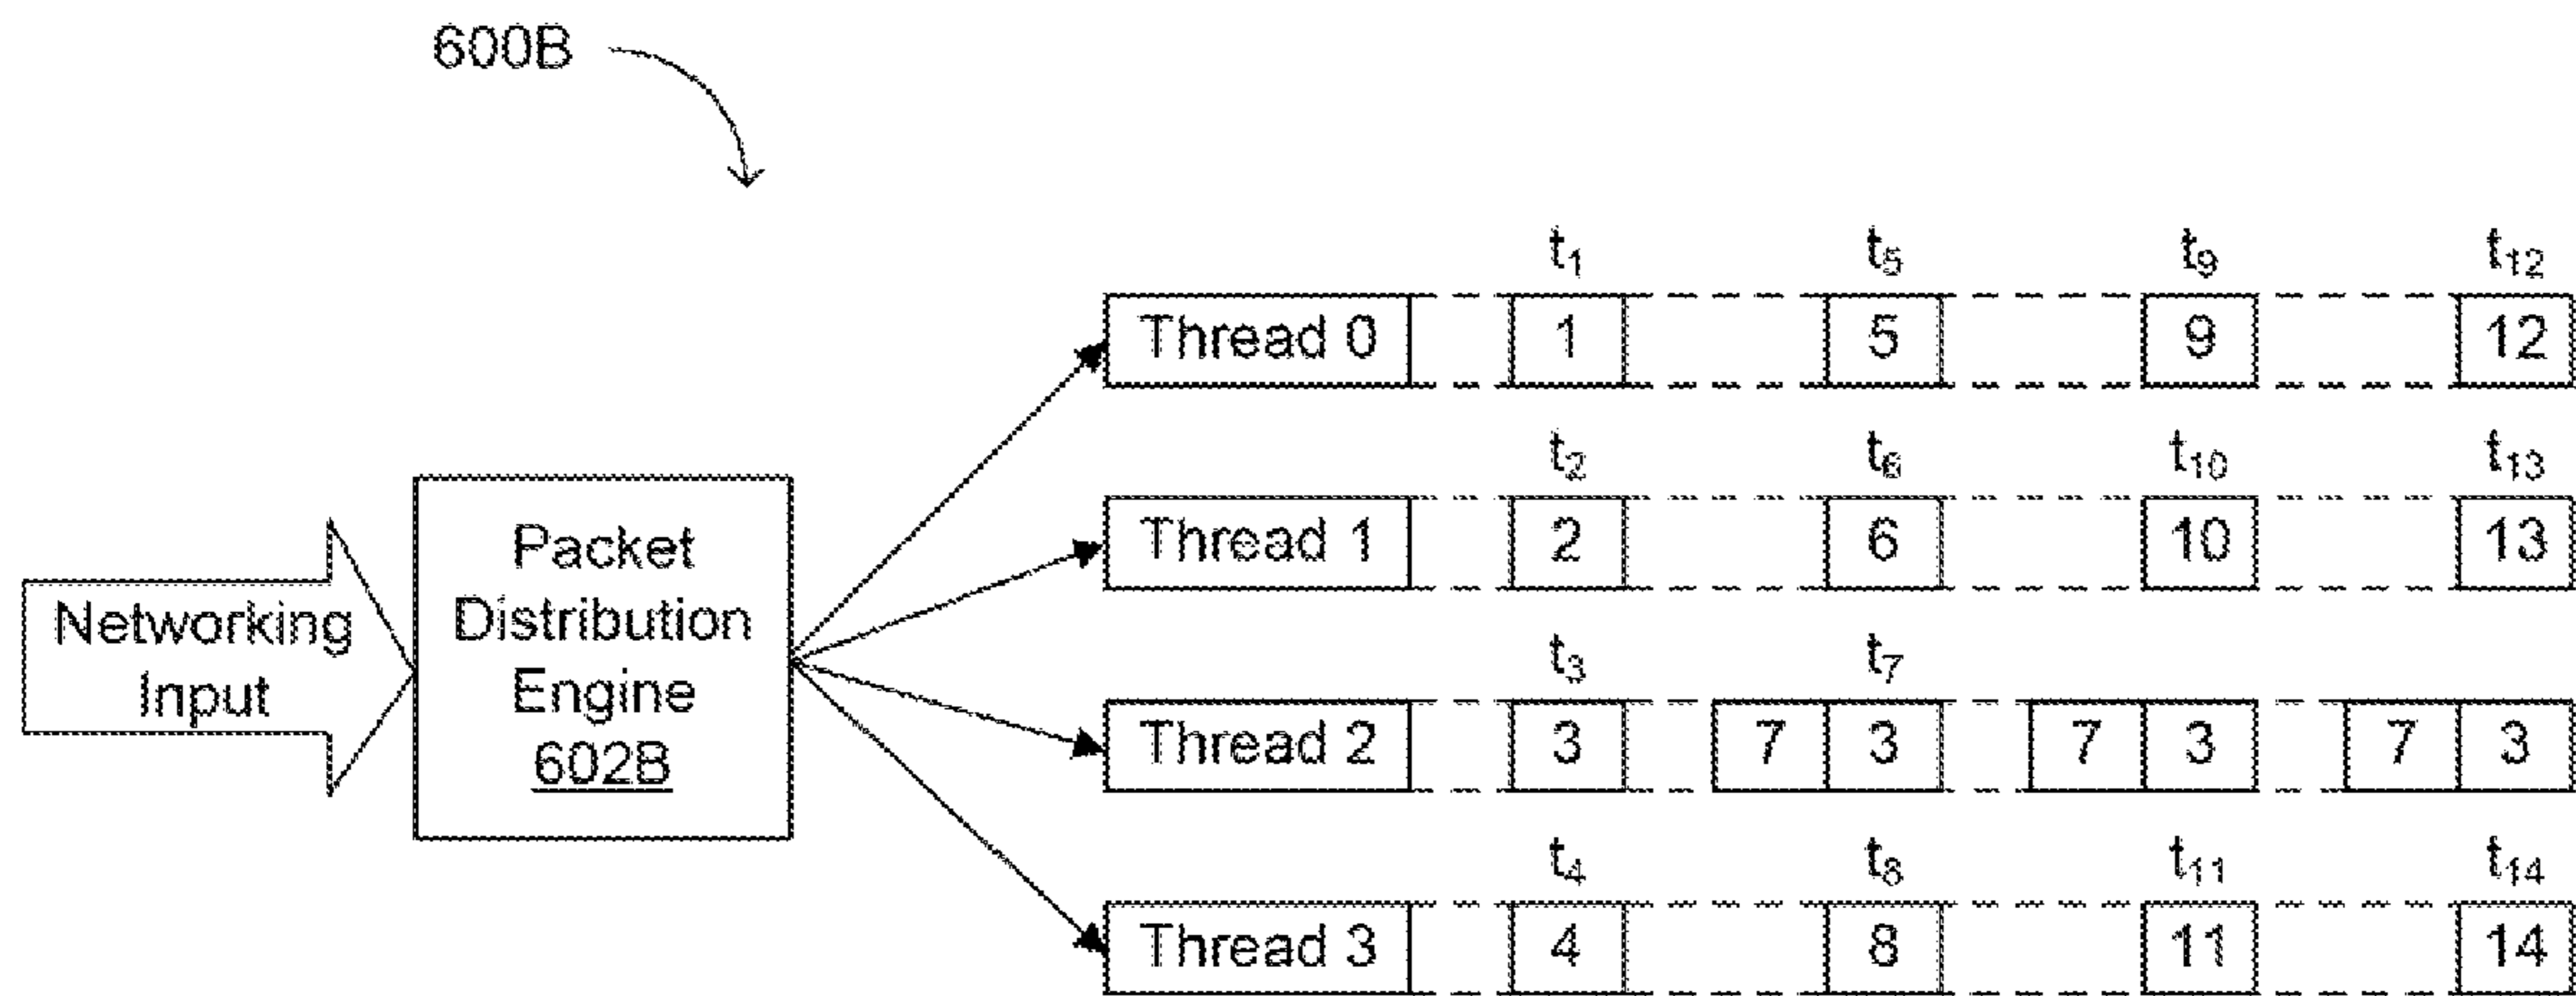 600B
t1 t5 t9 t12
Thread 0 1 5 9 12
t2 t6 t10 t13
Thread 1 2 6 10 13
t3 t7
Thread 2 3 7 3 7 3 7 3
t4 t8 t11 t14
Thread 3 4 8 11 14
Networking
Input
Packet
Distribution
Engine
602B